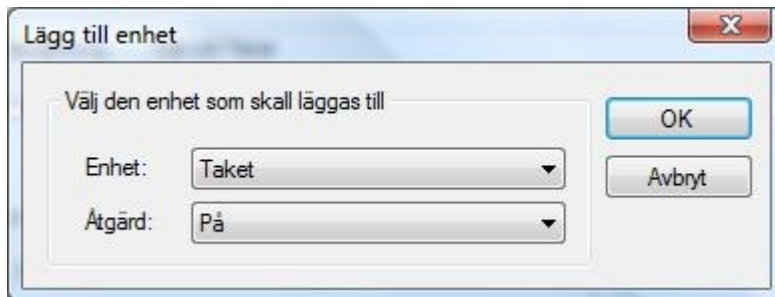 Lägg till enhet
Välj den enhet som skall läggas till
Enhet: Taket
Åtgärd: På
OK
Avbryt